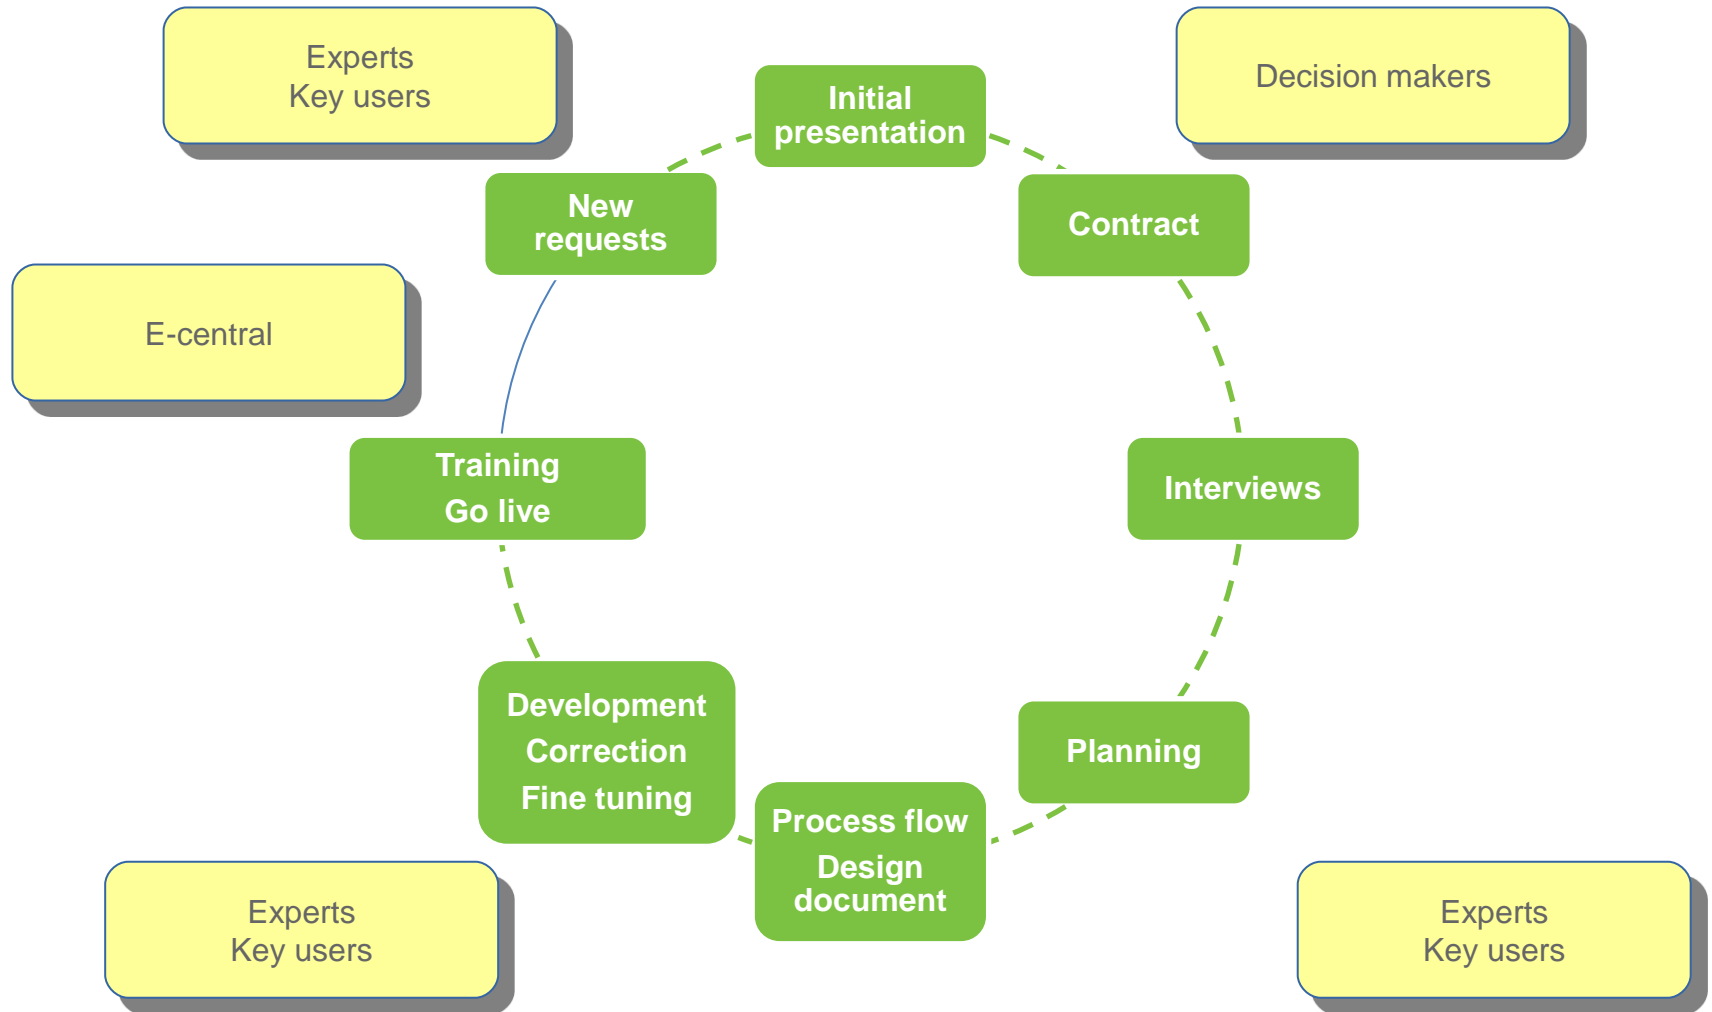 Experts
Key users
Decision makers
Initial
presentation
New
requests
Contract
E-central
Training
Go live
Interviews
Development
Correction
Fine tuning
Planning
Process flow
Design
document
Experts
Key users
Experts
Key users